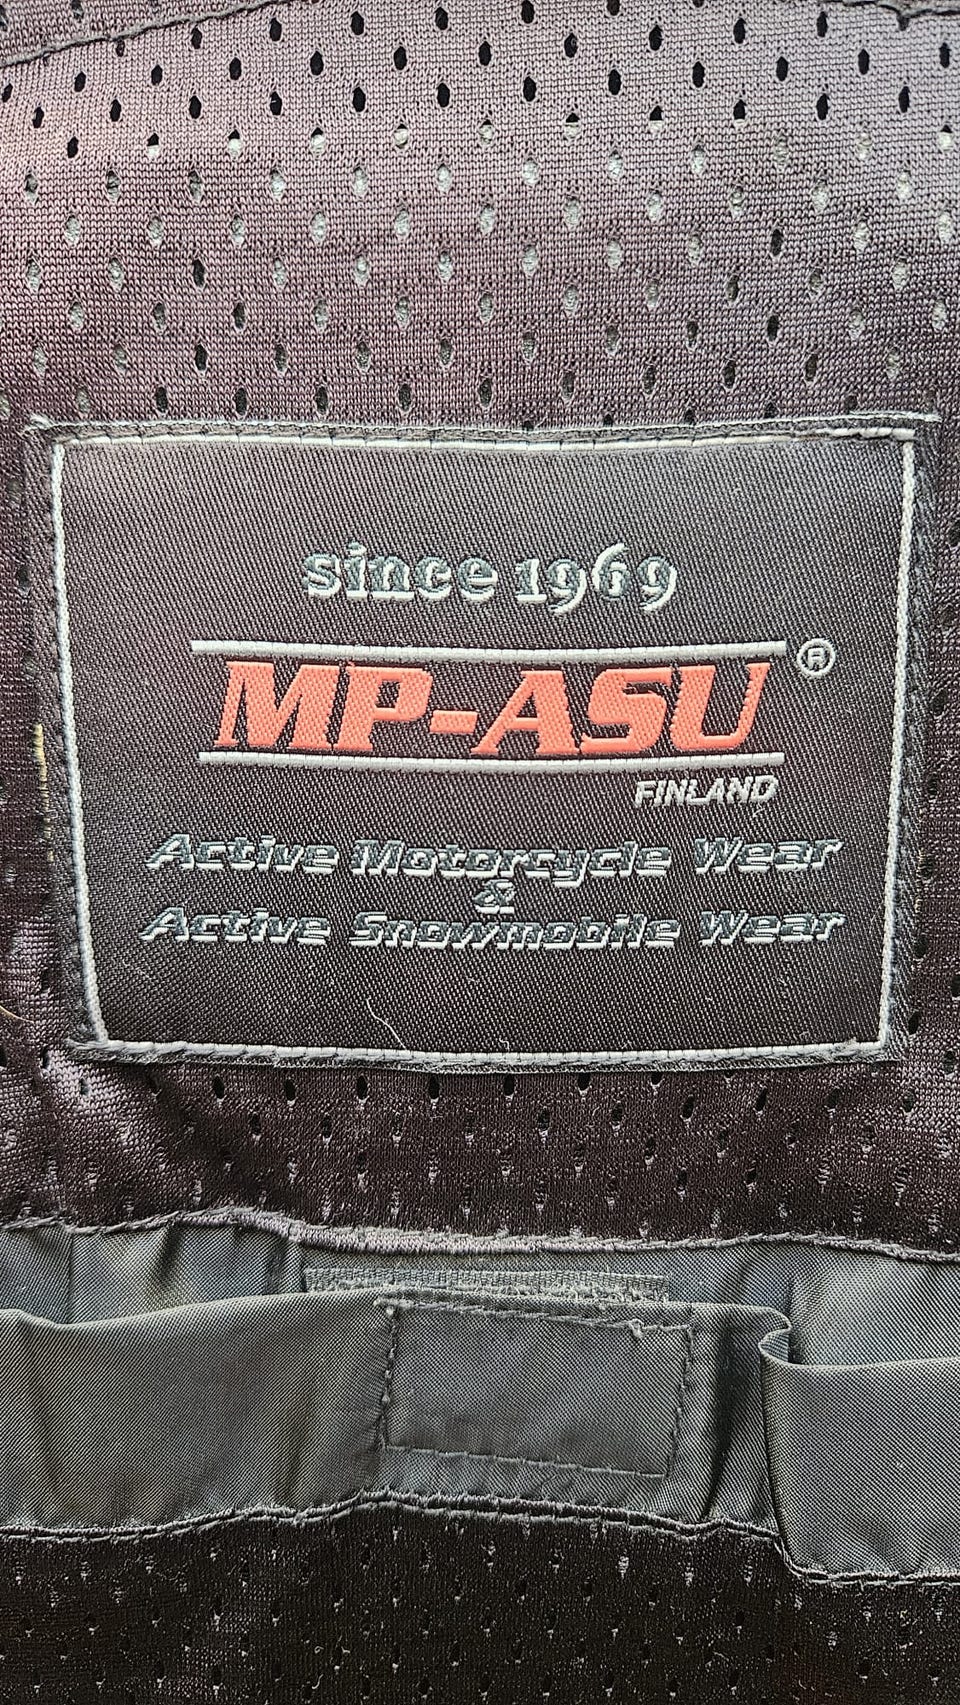 since 1969
MP-ASU®
FINLAND
Active Motorcycle Wear
&
Active Snowmobile Wear